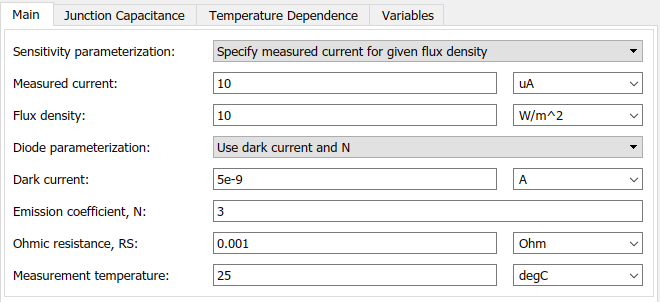 Main Junction Capacitance Temperature Dependence Variables
Sensitivity parameterization: Specify measured current for given flux density
Measured current: 10 uA
Flux density: 10 W/m^2
Diode parameterization: Use dark current and N
Dark current: 5e-9 A
Emission coefficient, N: 3
Ohmic resistance, RS: 0.001 Ohm
Measurement temperature: 25 degC